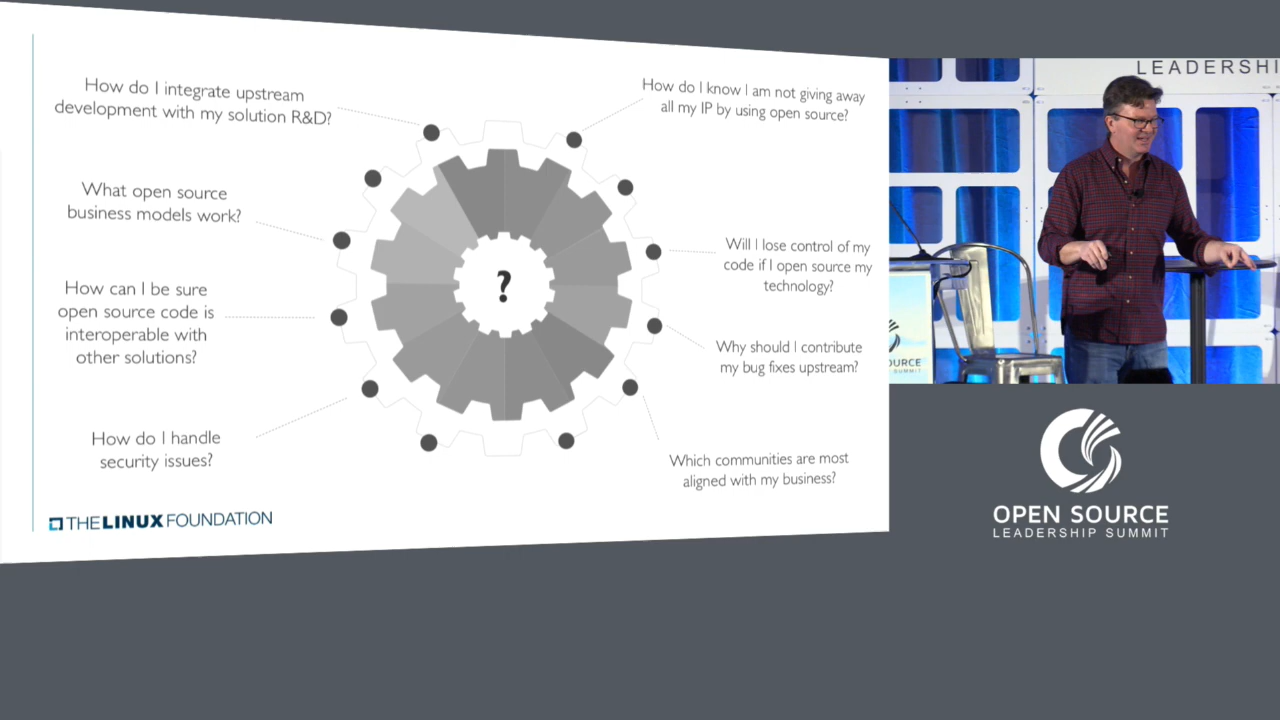 How do I integrate upstream
development with my solution R&D?
What open source
business models work?
How can I be sure
open source code is
interoperable with
other solutions?
How do I handle
security issues?
?
How do I know I am not giving away
all my IP by using open source?
Will I lose control of my
code if I open source my
technology?
Why should I contribute
my bug fixes upstream?
Which communities are most
aligned with my business?
THE LINUX FOUNDATION
LEADERSHI
OURCE
SUMMIT
OPEN SOURCE
LEADERSHIP SUMMIT